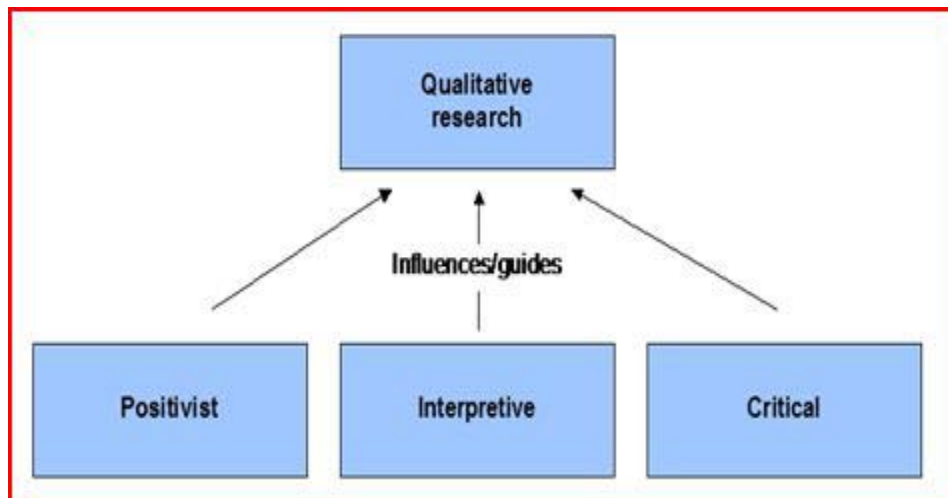 Qualitative
research
Influences/guides
Positivist
Interpretive
Critical